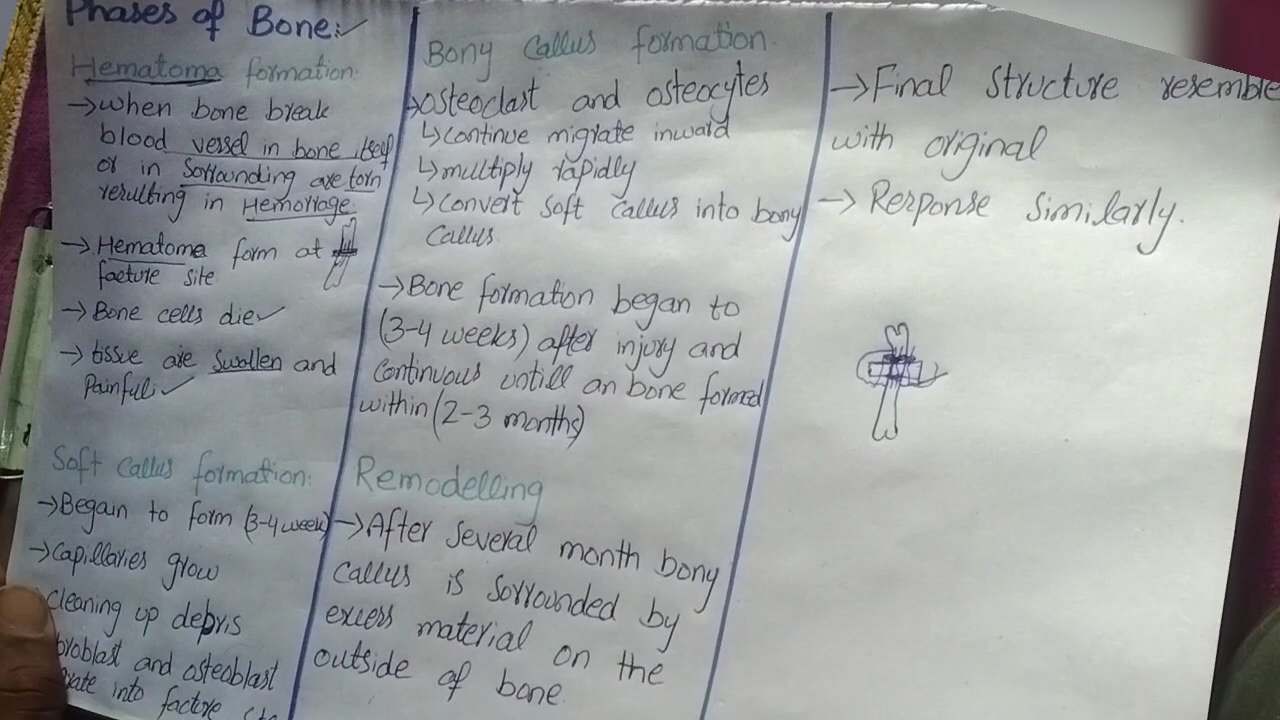 Phases of Bone:
Hematoma formation:
→when bone break
blood vessel in bone itself
or in Sorrounding are torn
resulting in Hemorrage.
→Hematoma form at
facture site
→Bone cells die
→tissue are Swollen and
Painful:
Soft Callus formation:
→Begain to form (3-4 week)
→Capillaries grow
cleaning up debris
broblast and osteoblast
grate into facture
Bony Callus formation.
→osteoclast and osteocytes
↳continue migrate inward
↳multiply rapidly
↳convert Soft Callus into bony
Callus.
→Bone formation began to
(3-4 weeks) after injury and
continuous untill an bone formed
within (2-3 months)
Remodelling
→After several month bony
callus is sorrounded by
excess material on the
outside of bone.
→Final Structure resemble
with original
→Response Similarly.